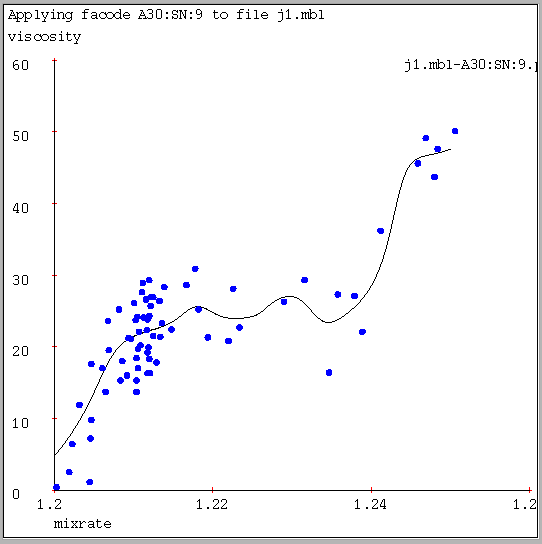 Applying facode A30:SN:9 to file j1.mbl
viscosity
60
j1.mbl-A30:SN:9.p
50
40
30
20
10
0
1.2
1.22
1.24
1.2
mixrate